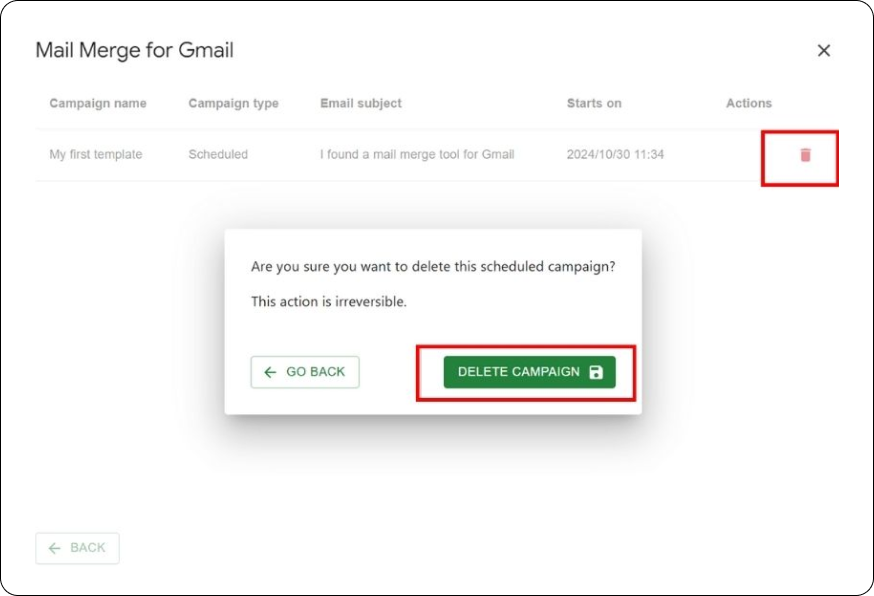 Mail Merge for Gmail
Campaign name Campaign type Email subject Starts on Actions
My first template Scheduled I found a mail merge tool for Gmail 2024/10/30 11:34
Are you sure you want to delete this scheduled campaign?
This action is irreversible.
GO BACK DELETE CAMPAIGN
BACK